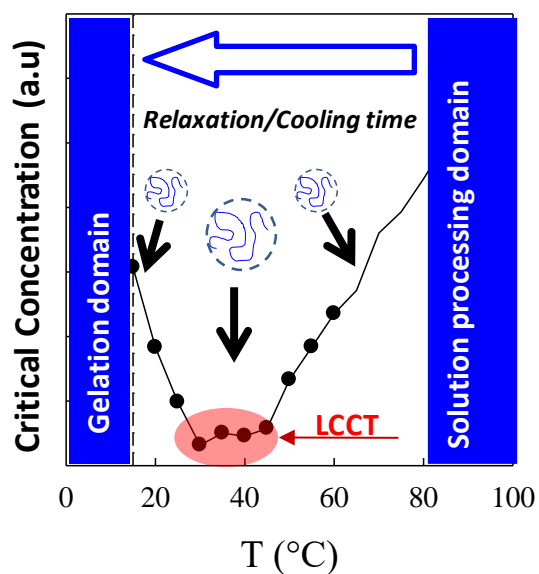 Critical Concentration (a.u)
Gelation domain
Relaxation/Cooling time
Solution processing domain
LCCT
0 20 40 60 80 100
T (°C)